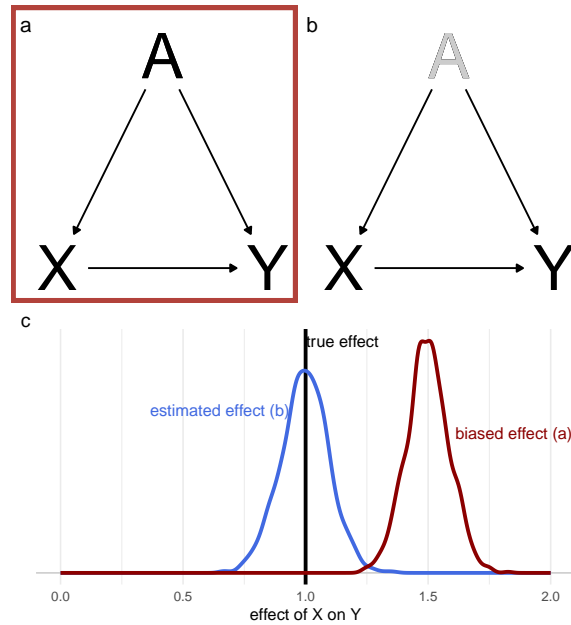 a
A
X
Y
b
A
X
Y
c
true effect
estimated effect (b)
biased effect (a)
0.0 0.5 1.0 1.5 2.0
effect of X on Y